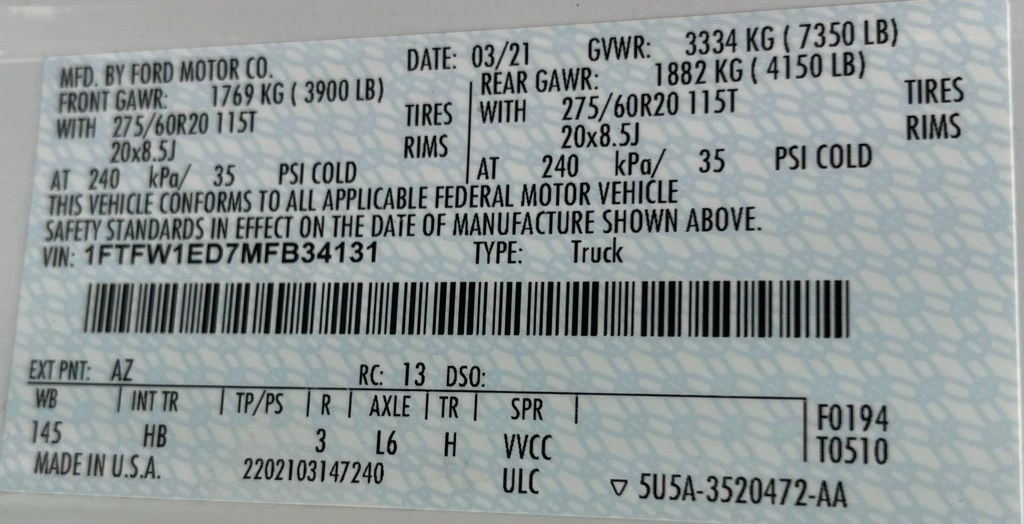 MFD. BY FORD MOTOR CO. DATE: 03/21 GVWR: 3334 KG ( 7350 LB)
FRONT GAWR: 1769 KG ( 3900 LB) REAR GAWR: 1882 KG ( 4150 LB)
WITH 275/60R20 115T TIRES WITH 275/60R20 115T TIRES
20x8.5J RIMS 20x8.5J RIMS
AT 240 kPa/ 35 PSI COLD AT 240 kPa/ 35 PSI COLD
THIS VEHICLE CONFORMS TO ALL APPLICABLE FEDERAL MOTOR VEHICLE
SAFETY STANDARDS IN EFFECT ON THE DATE OF MANUFACTURE SHOWN ABOVE.
VIN: 1FTFW1ED7MFB34131 TYPE: Truck
EXT PNT: AZ RC: 13 DSO:
WB | INT TR | TP/PS | R | AXLE | TR | SPR | F0194
145 HB 3 L6 H VVCC T0510
MADE IN U.S.A. 2202103147240 ULC ▽ 5U5A-3520472-AA